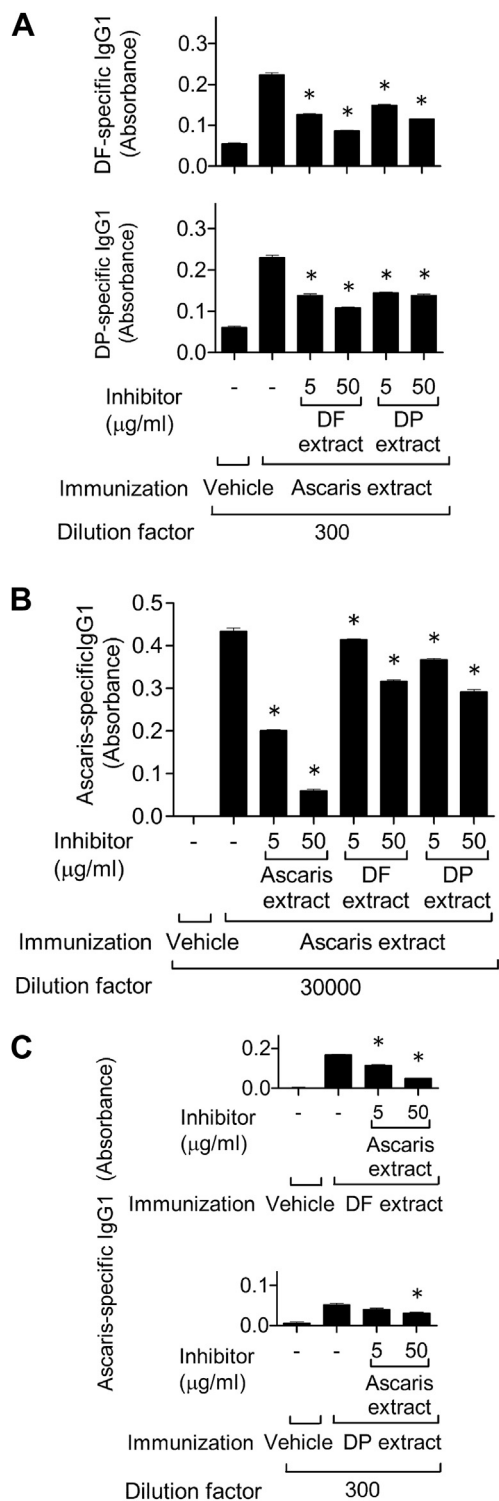 A
DF-specific IgG1
(Absorbance)
0.3
0.2
0.1
0.0
* * * *
DP-specific IgG1
(Absorbance)
0.3
0.2
0.1
0.0
* * * *
Inhibitor - - 5 50 5 50
(μg/ml) DF extract DP extract
Immunization Vehicle Ascaris extract
Dilution factor 300
B
Ascaris-specificIgG1
(Absorbance)
0.5
0.4
0.3
0.2
0.1
0.0
* * * * * *
Inhibitor - - 5 50 5 50 5 50
(μg/ml) Ascaris extract DF extract DP extract
Immunization Vehicle Ascaris extract
Dilution factor 30000
C
Ascaris-specific IgG1 (Absorbance)
0.2
0.0
* *
Inhibitor - - 5 50
(μg/ml) Ascaris extract
Immunization Vehicle DF extract
0.1
0.0
*
Inhibitor - - 5 50
(μg/ml) Ascaris extract
Immunization Vehicle DP extract
Dilution factor 300